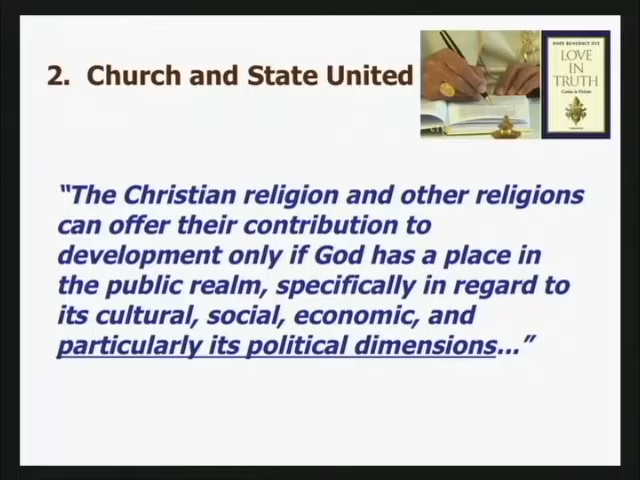 2. Church and State United
POPE BENEDICT XVI
LOVE
IN
TRUTH
“The Christian religion and other religions
can offer their contribution to
development only if God has a place in
the public realm, specifically in regard to
its cultural, social, economic, and
particularly its political dimensions...”